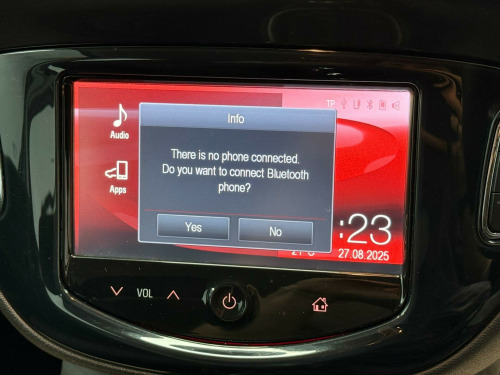 TP
Info
Audio
There is no phone connected.
Do you want to connect Bluetooth
phone?
Apps
Yes
No
:23
27.08.2025
VOL